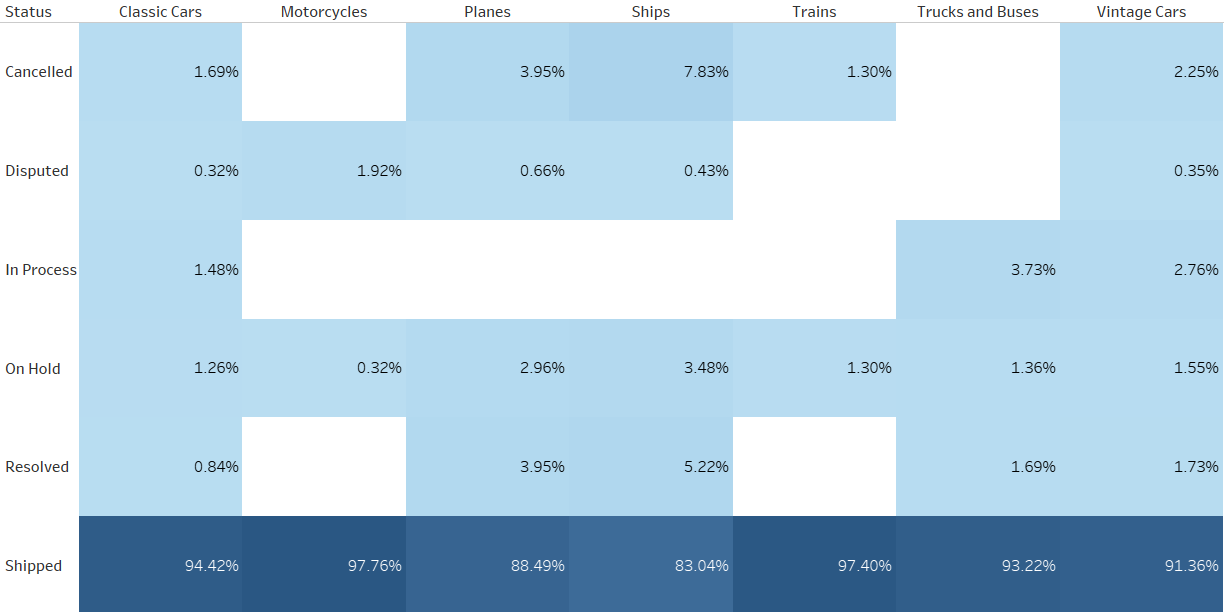 Status Classic Cars Motorcycles Planes Ships Trains Trucks and Buses Vintage Cars
Cancelled 1.69% 3.95% 7.83% 1.30% 2.25%
Disputed 0.32% 1.92% 0.66% 0.43% 0.35%
In Process 1.48% 3.73% 2.76%
On Hold 1.26% 0.32% 2.96% 3.48% 1.30% 1.36% 1.55%
Resolved 0.84% 3.95% 5.22% 1.69% 1.73%
Shipped 94.42% 97.76% 88.49% 83.04% 97.40% 93.22% 91.36%